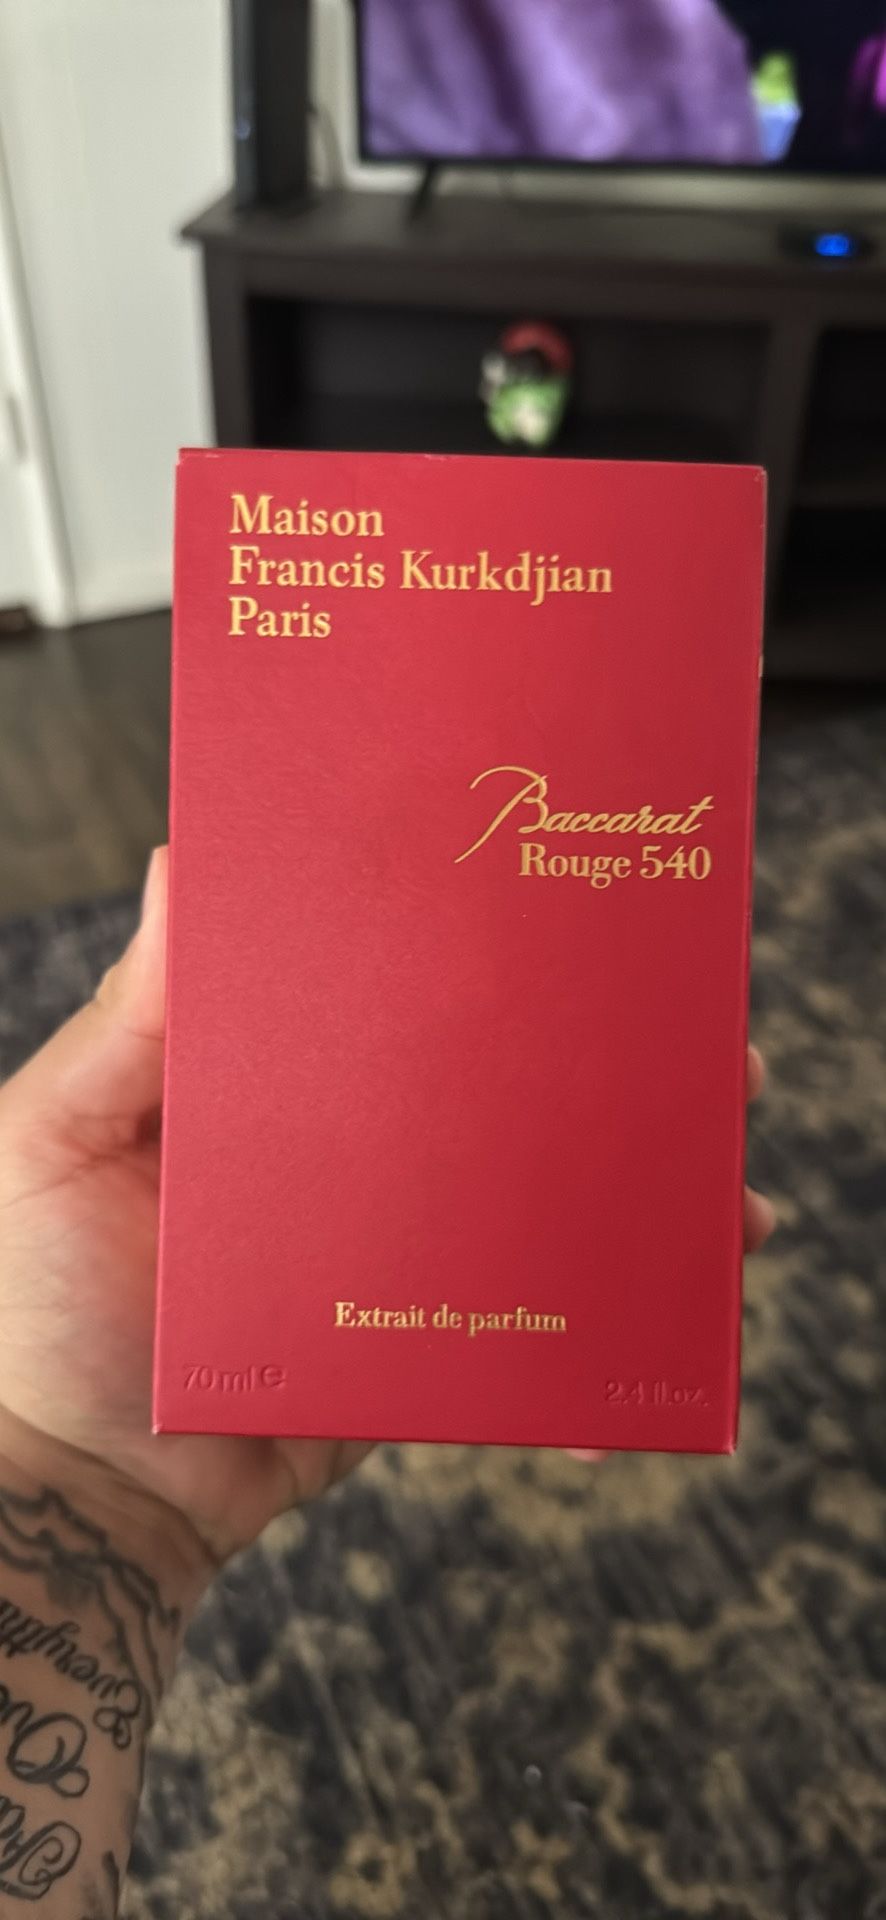 Maison
Francis Kurkdjian
Paris
Baccarat
Rouge 540
Extrait de parfum
70 ml ℮ 2.4 fl.oz.